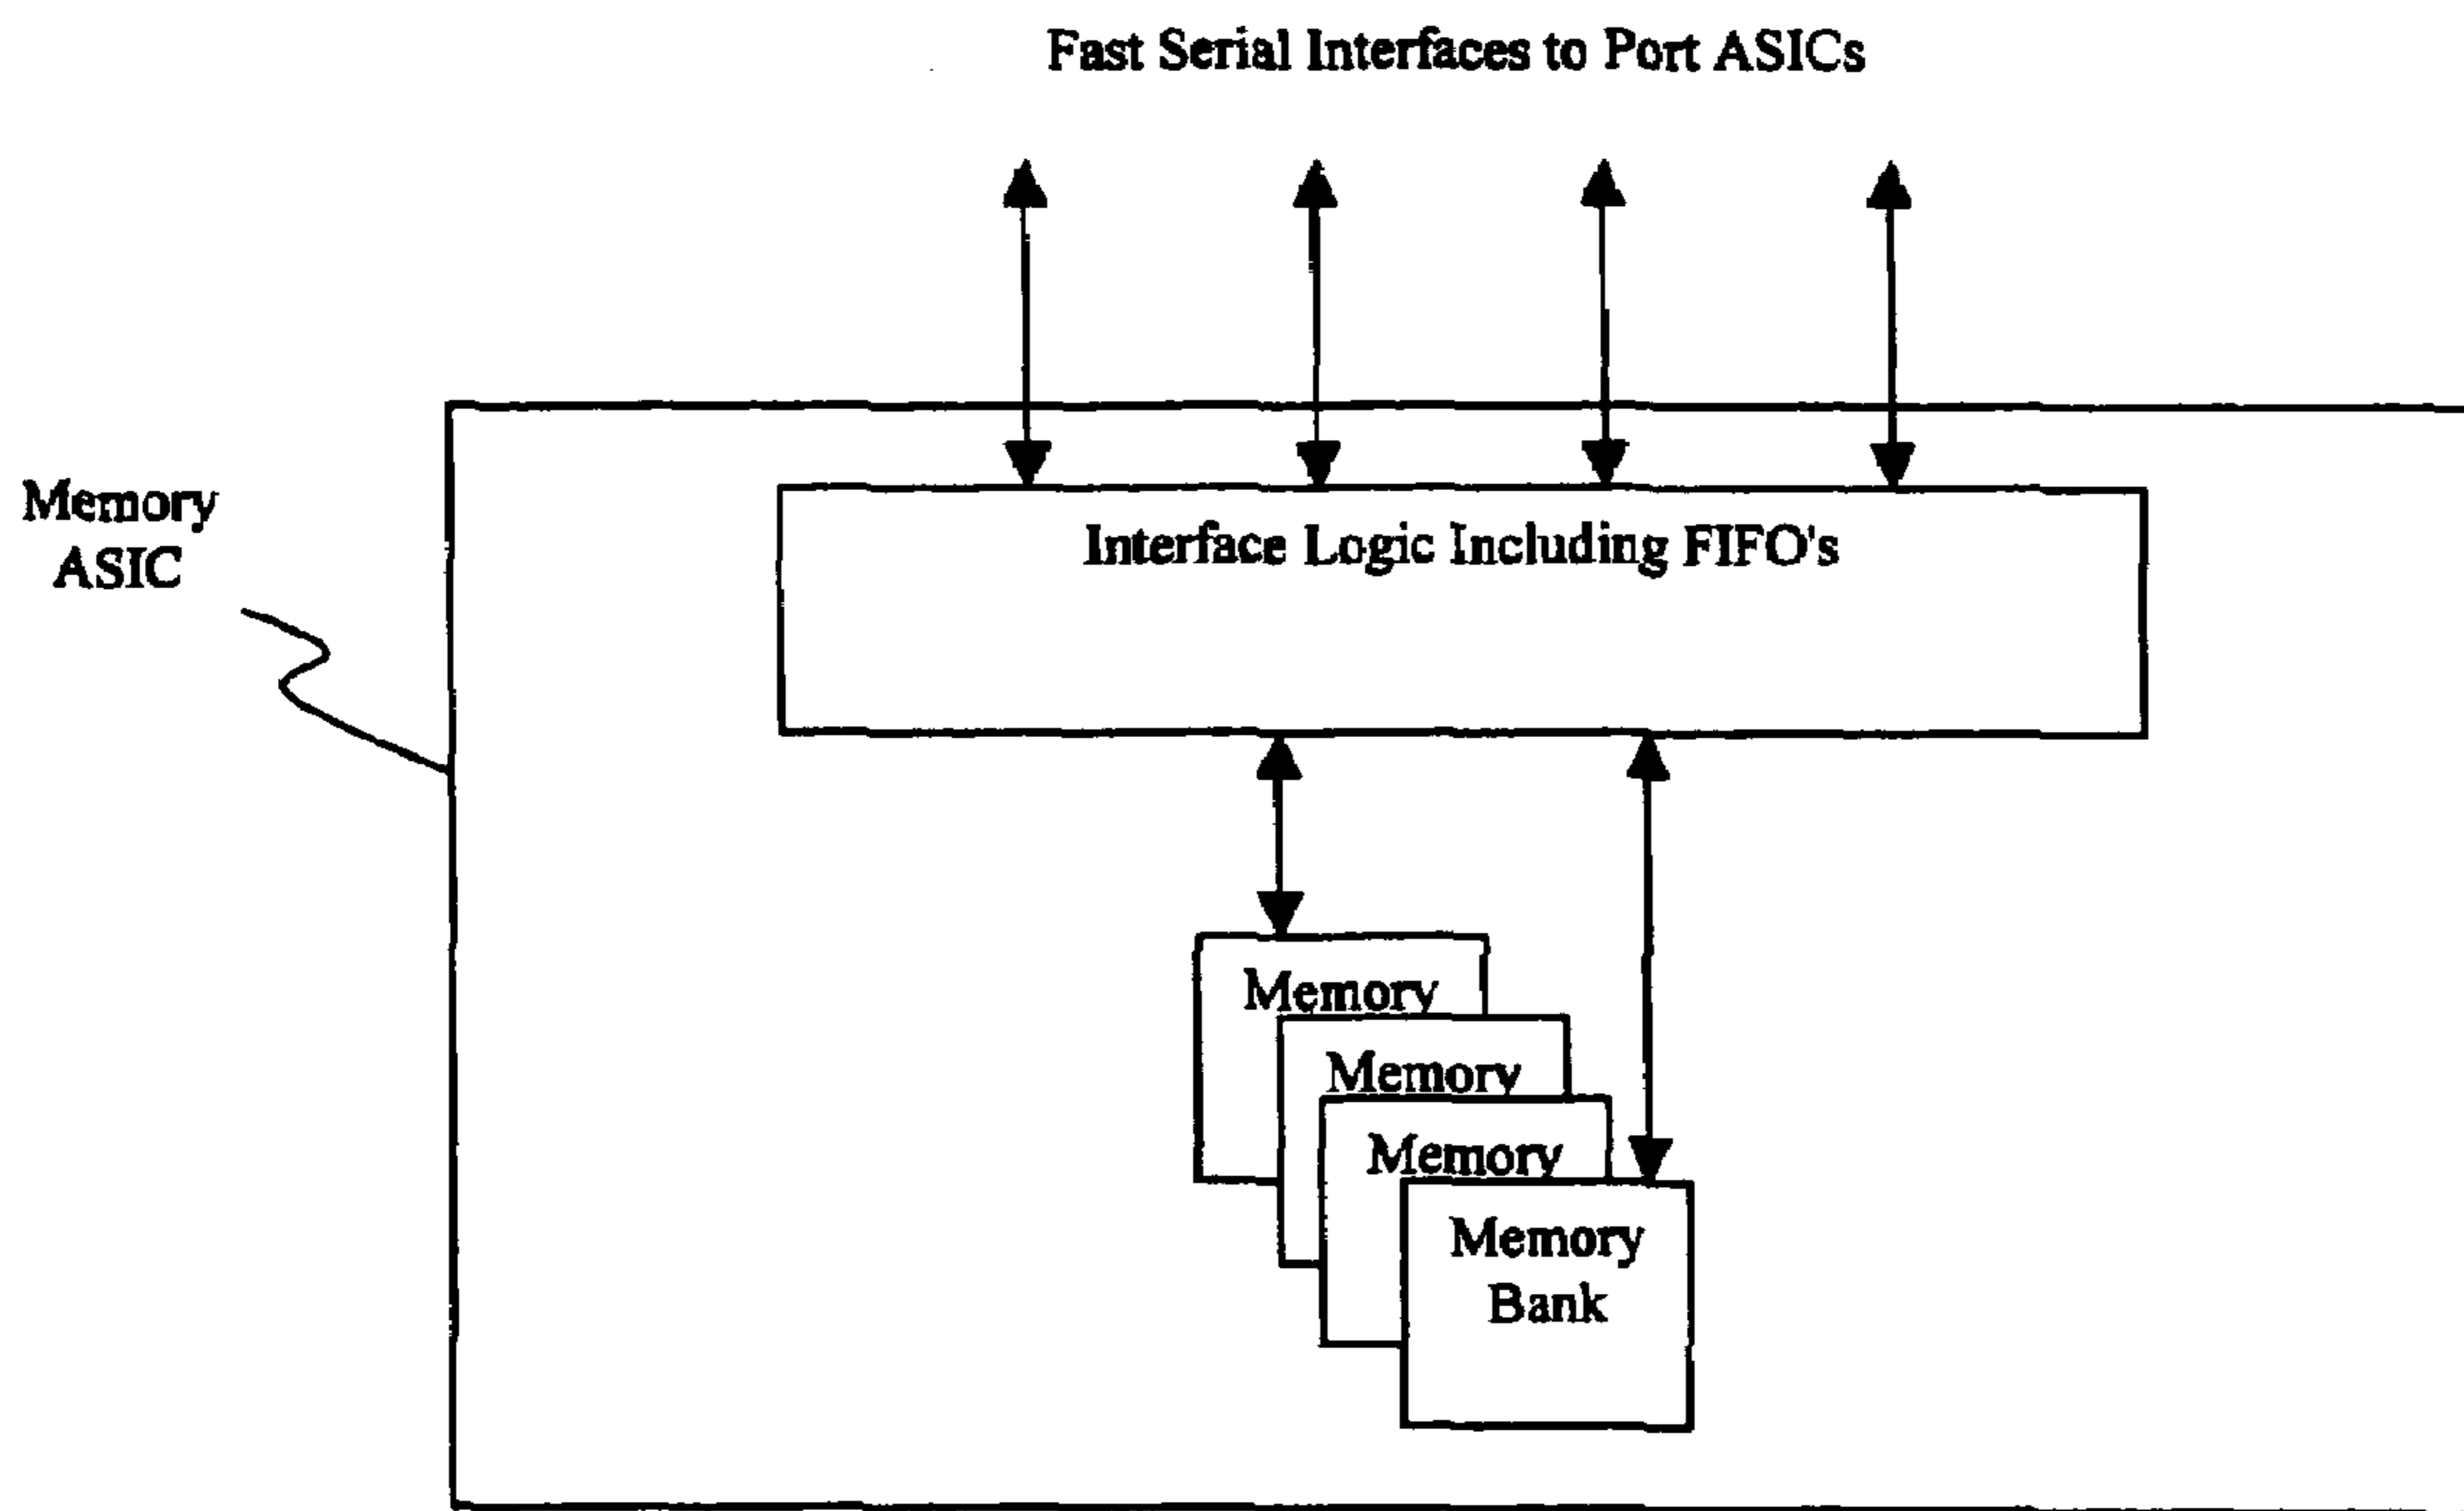 Fast Serial Interfaces to Port ASICs
Memory
ASIC
Interface Logic Including FIFO's
Memory
Memory
Memory
Memory
Bank